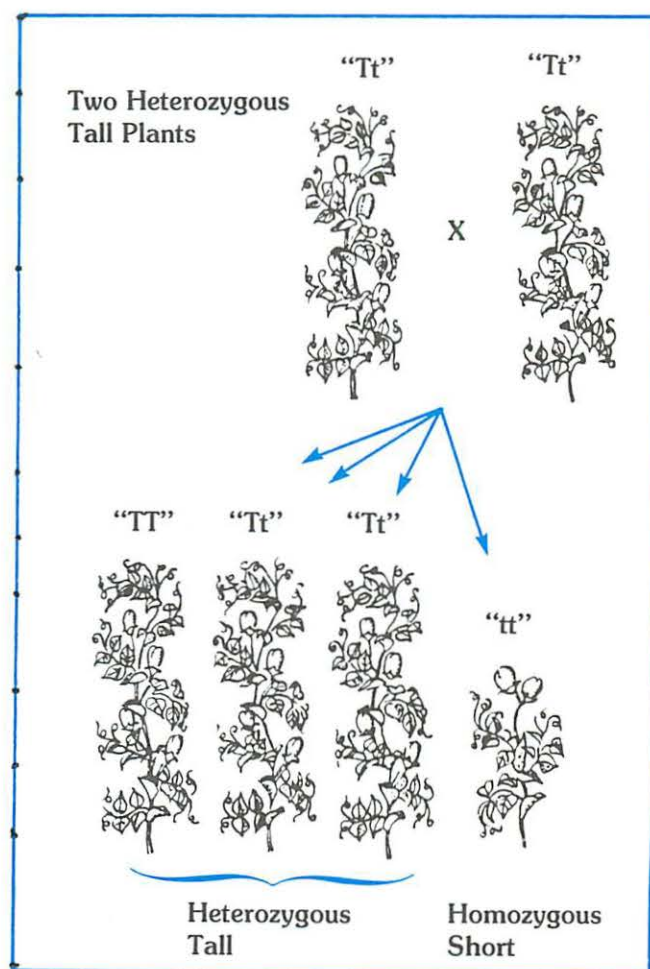 "Tt" "Tt"
Two Heterozygous
Tall Plants
X
"TT" "Tt" "Tt"
"tt"
Heterozygous
Tall
Homozygous
Short